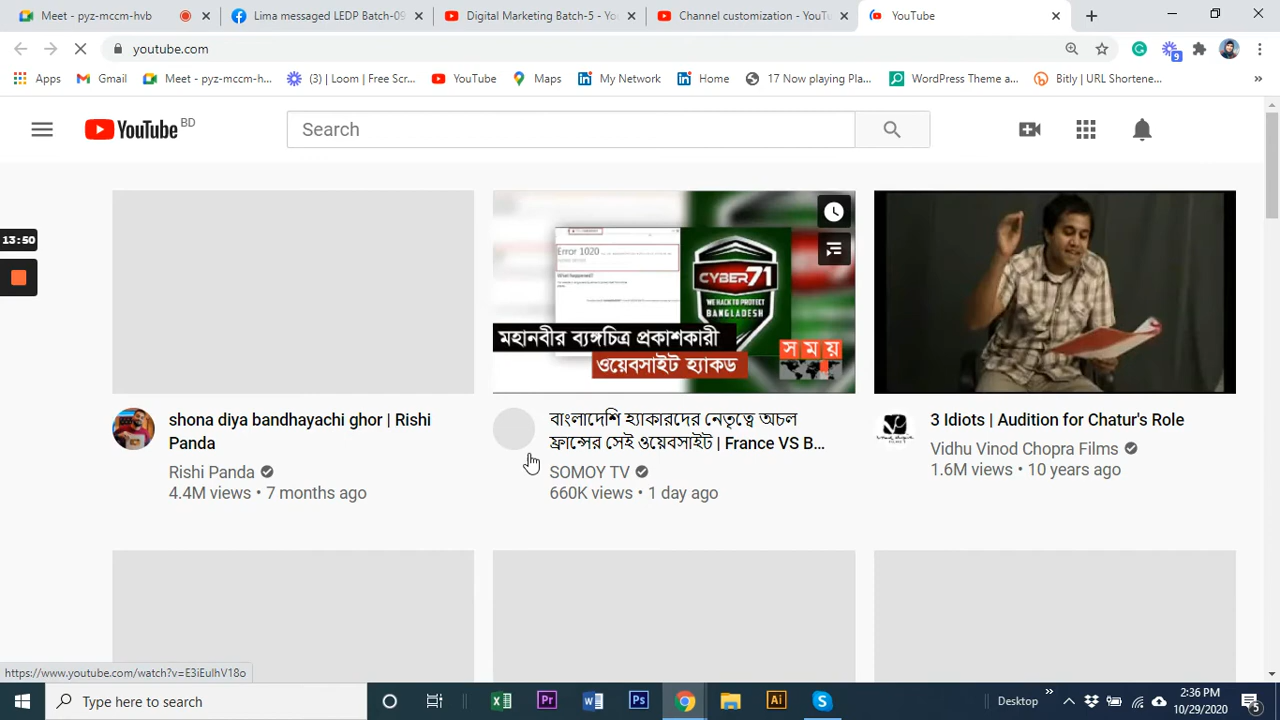 Meet - pyz-mccm-hvb
Lima messaged LEDP Batch-09
Digital Marketing Batch-5 - Yo
Channel customization - YouTu
YouTube
youtube.com
Apps
Gmail
Meet - pyz-mccm-h...
(3) | Loom | Free Scr...
YouTube
Maps
My Network
Home
17 Now playing Pla...
WordPress Theme a...
Bitly | URL Shortene...
YouTube BD
Search
13:50
Error 1020
What happened?
CYBER71
WE HACK TO PROTECT
BANGLADESH
মহানবীর ব্যঙ্গচিত্র প্রকাশকারী
ওয়েবসাইট হ্যাকড
সময়
shona diya bandhayachi ghor | Rishi
Panda
Rishi Panda
4.4M views • 7 months ago
বাংলাদেশি হ্যাকারদের নেতৃত্বে অচল
ফ্রান্সের সেই ওয়েবসাইট | France VS B...
SOMOY TV
660K views • 1 day ago
3 Idiots | Audition for Chatur's Role
Vidhu Vinod Chopra Films
1.6M views • 10 years ago
https://www.youtube.com/watch?v=E3iEulhV18o
Type here to search
Desktop
2:36 PM
10/29/2020